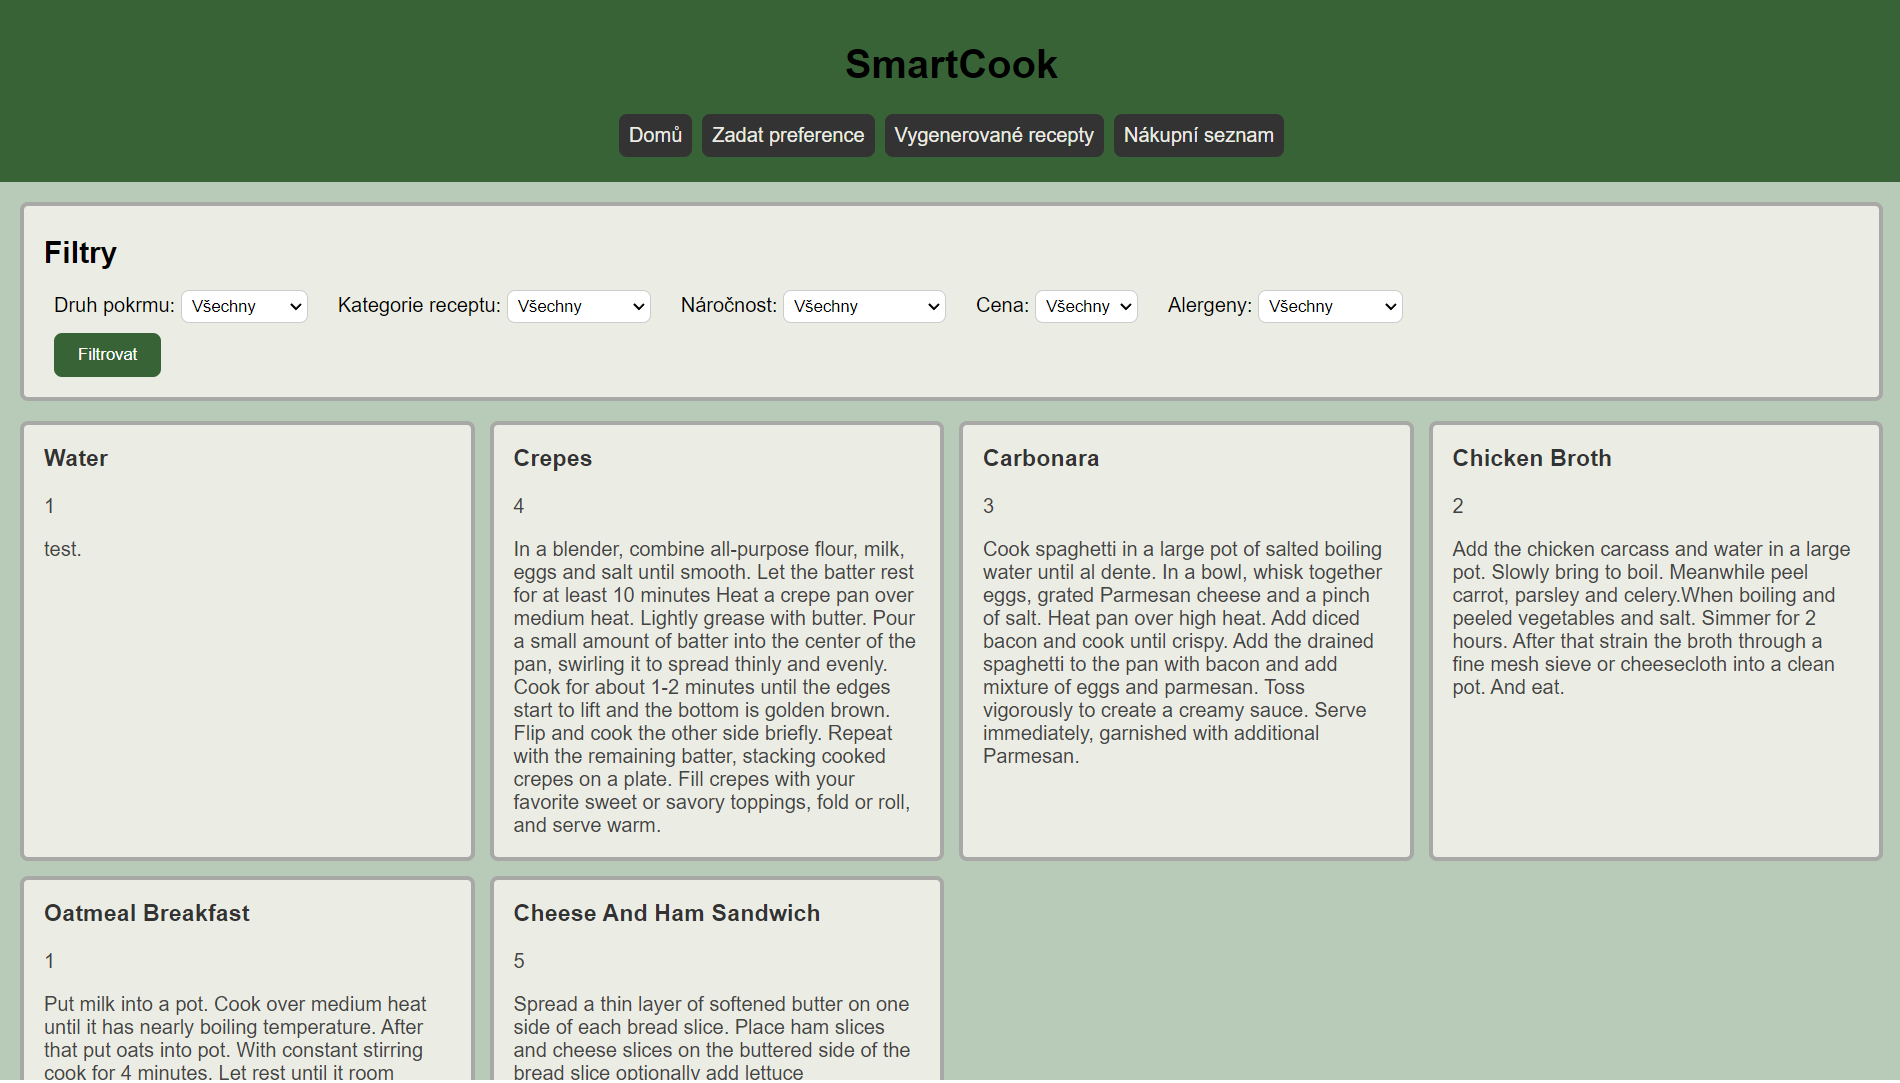 SmartCook
Domů
Zadat preference
Vygenerované recepty
Nákupní seznam
Filtry
Druh pokrmu: Všechny
Kategorie receptu: Všechny
Náročnost: Všechny
Cena: Všechny
Alergeny: Všechny
Filtrovat
Water
1
test.
Crepes
4
In a blender, combine all-purpose flour, milk,
eggs and salt until smooth. Let the batter rest
for at least 10 minutes Heat a crepe pan over
medium heat. Lightly grease with butter. Pour
a small amount of batter into the center of the
pan, swirling it to spread thinly and evenly.
Cook for about 1-2 minutes until the edges
start to lift and the bottom is golden brown.
Flip and cook the other side briefly. Repeat
with the remaining batter, stacking cooked
crepes on a plate. Fill crepes with your
favorite sweet or savory toppings, fold or roll,
and serve warm.
Carbonara
3
Cook spaghetti in a large pot of salted boiling
water until al dente. In a bowl, whisk together
eggs, grated Parmesan cheese and a pinch
of salt. Heat pan over high heat. Add diced
bacon and cook until crispy. Add the drained
spaghetti to the pan with bacon and add
mixture of eggs and parmesan. Toss
vigorously to create a creamy sauce. Serve
immediately, garnished with additional
Parmesan.
Chicken Broth
2
Add the chicken carcass and water in a large
pot. Slowly bring to boil. Meanwhile peel
carrot, parsley and celery.When boiling and
peeled vegetables and salt. Simmer for 2
hours. After that strain the broth through a
fine mesh sieve or cheesecloth into a clean
pot. And eat.
Oatmeal Breakfast
1
Put milk into a pot. Cook over medium heat
until it has nearly boiling temperature. After
that put oats into pot. With constant stirring
cook for 4 minutes. Let rest until it room
Cheese And Ham Sandwich
5
Spread a thin layer of softened butter on one
side of each bread slice. Place ham slices
and cheese slices on the buttered side of the
bread slice optionally add lettuce